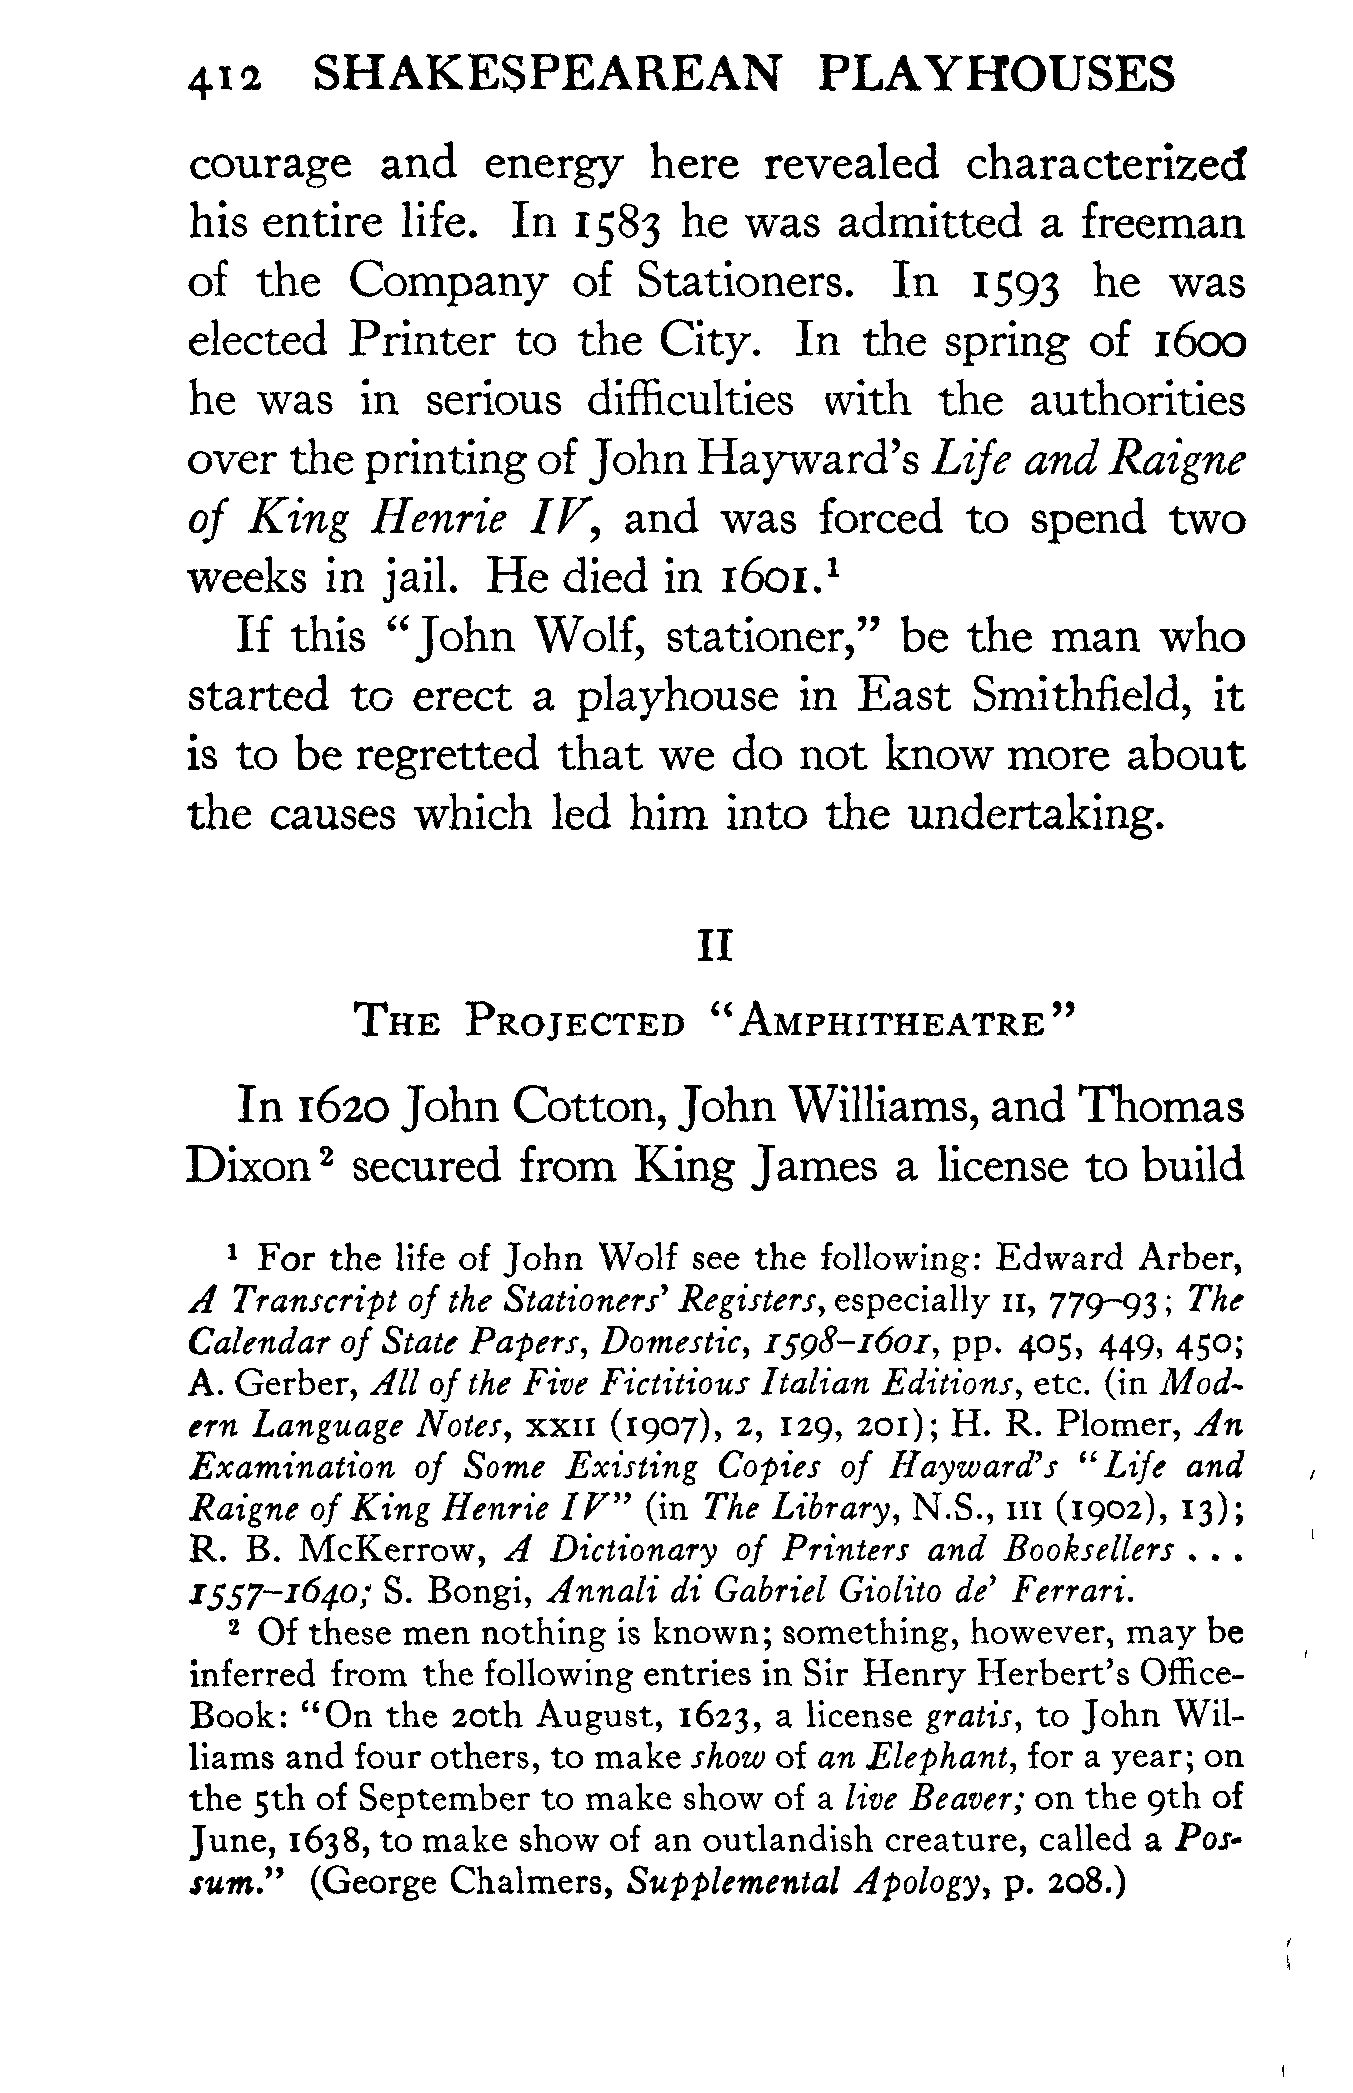 412 SHAKESPEAREAN PLAYHOUSES
courage and energy here revealed characterized
his entire life. In 1583 he was admitted a freeman
of the Company of Stationers. In 1593 he was
elected Printer to the City. In the spring of 1600
he was in serious difficulties with the authorities
over the printing of John Hayward's Life and Raigne
of King Henrie IV, and was forced to spend two
weeks in jail. He died in 1601.¹
If this "John Wolf, stationer," be the man who
started to erect a playhouse in East Smithfield, it
is to be regretted that we do not know more about
the causes which led him into the undertaking.
II
THE PROJECTED "AMPHITHEATRE"
In 1620 John Cotton, John Williams, and Thomas
Dixon² secured from King James a license to build
¹ For the life of John Wolf see the following: Edward Arber,
A Transcript of the Stationers' Registers, especially II, 779–93; The
Calendar of State Papers, Domestic, 1598–1601, pp. 405, 449, 450;
A. Gerber, All of the Five Fictitious Italian Editions, etc. (in Mod-
ern Language Notes, XXII (1907), 2, 129, 201); H. R. Plomer, An
Examination of Some Existing Copies of Hayward's "Life and
Raigne of King Henrie IV" (in The Library, N.S., III (1902), 13);
R. B. McKerrow, A Dictionary of Printers and Booksellers . . .
1557–1640; S. Bongi, Annali di Gabriel Giolito de' Ferrari.
² Of these men nothing is known; something, however, may be
inferred from the following entries in Sir Henry Herbert's Office-
Book: "On the 20th August, 1623, a license gratis, to John Wil-
liams and four others, to make show of an Elephant, for a year; on
the 5th of September to make show of a live Beaver; on the 9th of
June, 1638, to make show of an outlandish creature, called a Pos-
sum." (George Chalmers, Supplemental Apology, p. 208.)